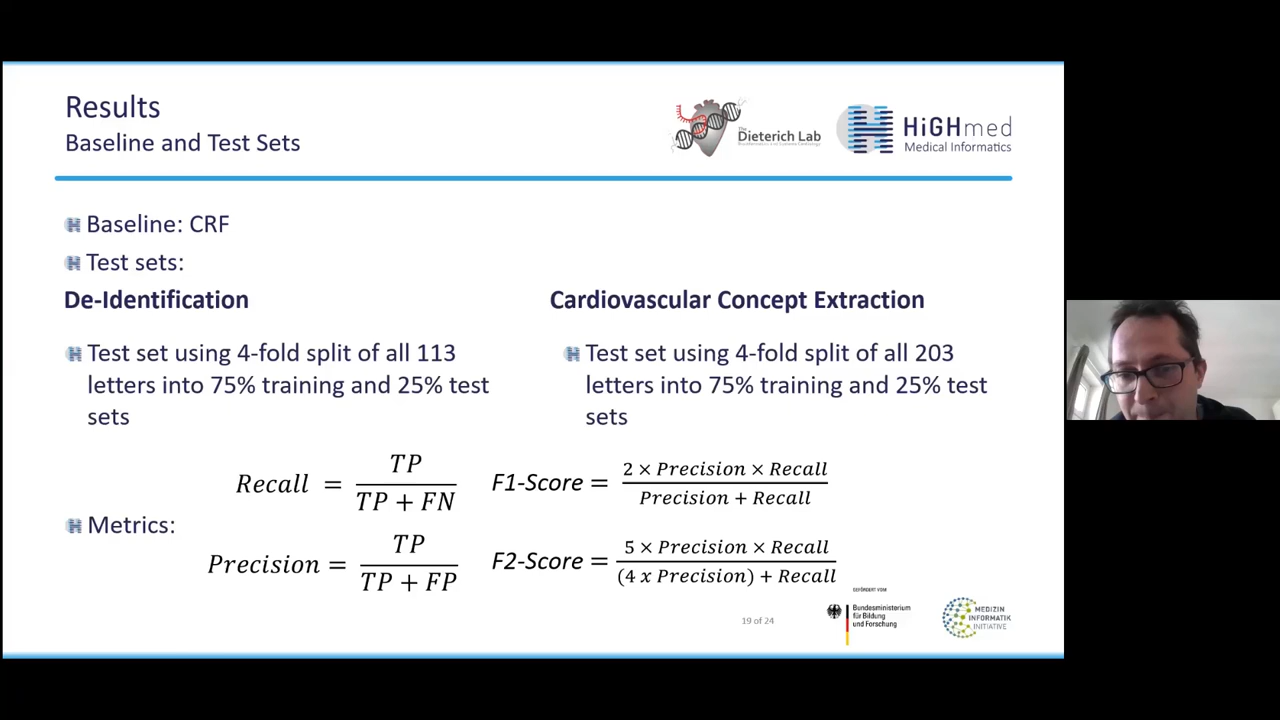 Results
Baseline and Test Sets
The
Dieterich Lab
HiGHmed
Medical Informatics
Baseline: CRF
Test sets:
De-Identification
Test set using 4-fold split of all 113
letters into 75% training and 25% test
sets
Cardiovascular Concept Extraction
Test set using 4-fold split of all 203
letters into 75% training and 25% test
sets
Metrics:
Recall = TP / (TP + FN)
F1-Score = 2 × Precision × Recall / (Precision + Recall)
Precision = TP / (TP + FP)
F2-Score = 5 × Precision × Recall / ((4 x Precision) + Recall)
19 of 24
GEFÖRDERT VOM
Bundesministerium
für Bildung
und Forschung
MEDIZIN
INFORMATIK
INITIATIVE